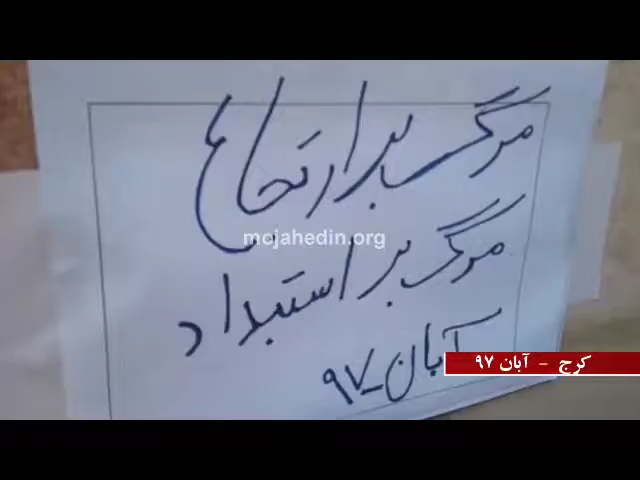 مرگ بر ارتجاع
mojahedin.org
مرگ بر استبداد
آبان ۹۷
کرج - آبان ۹۷